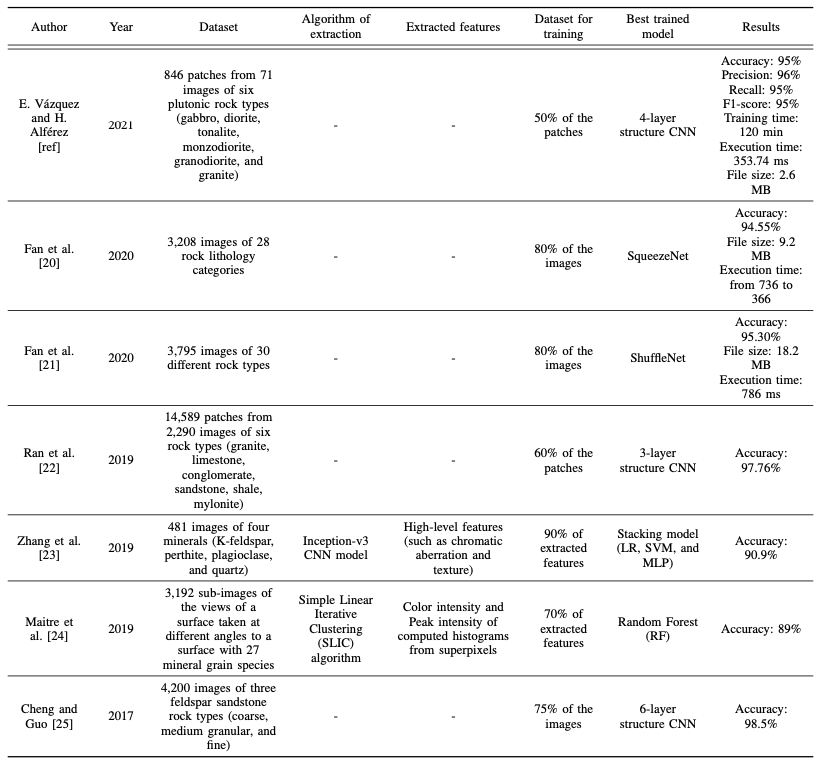 Author
Year
Dataset
Algorithm of
extraction
Extracted features
Dataset for
training
Best trained
model
Results
E. Vázquez
and H.
Alférez
[ref]
2021
846 patches from 71
images of six
plutonic rock types
(gabbro, diorite,
tonalite,
monzodiorite,
granodiorite, and
granite)
-
-
50% of the
patches
4-layer
structure CNN
Accuracy: 95%
Precision: 96%
Recall: 95%
F1-score: 95%
Training time:
120 min
Execution time:
353.74 ms
File size: 2.6
MB
Fan et al.
[20]
2020
3,208 images of 28
rock lithology
categories
-
-
80% of the
images
SqueezeNet
Accuracy:
94.55%
File size: 9.2
MB
Execution time:
from 736 to
366
Fan et al.
[21]
2020
3,795 images of 30
different rock types
-
-
80% of the
images
ShuffleNet
Accuracy:
95.30%
File size: 18.2
MB
Execution time:
786 ms
Ran et al.
[22]
2019
14,589 patches from
2,290 images of six
rock types (granite,
limestone,
conglomerate,
sandstone, shale,
mylonite)
-
-
60% of the
patches
3-layer
structure CNN
Accuracy:
97.76%
Zhang et al.
[23]
2019
481 images of four
minerals (K-feldspar,
perthite, plagioclase,
and quartz)
Inception-v3
CNN model
High-level features
(such as chromatic
aberration and
texture)
90% of
extracted
features
Stacking model
(LR, SVM, and
MLP)
Accuracy:
90.9%
Maitre et
al. [24]
2019
3,192 sub-images of
the views of a
surface taken at
different angles to a
surface with 27
mineral grain species
Simple Linear
Iterative
Clustering
(SLIC)
algorithm
Color intensity and
Peak intensity of
computed histograms
from superpixels
70% of
extracted
features
Random Forest
(RF)
Accuracy: 89%
Cheng and
Guo [25]
2017
4,200 images of three
feldspar sandstone
rock types (coarse,
medium granular, and
fine)
-
-
75% of the
images
6-layer
structure CNN
Accuracy:
98.5%